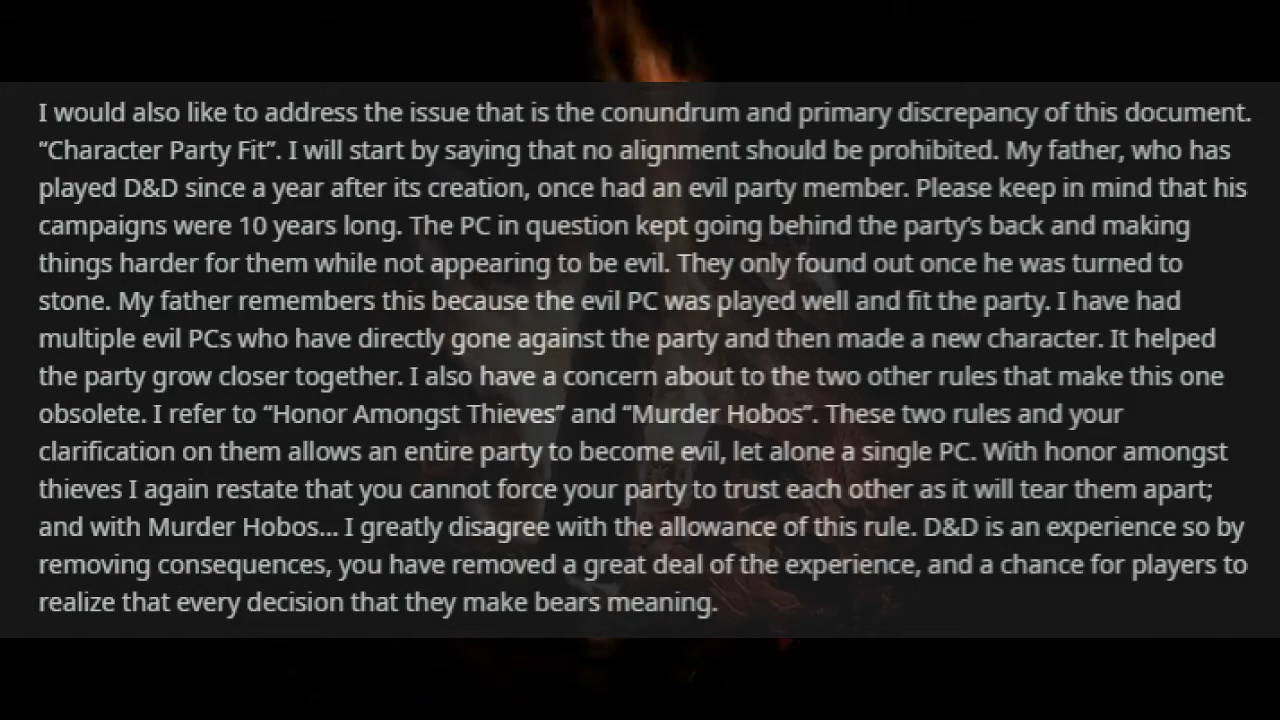 I would also like to address the issue that is the conundrum and primary discrepancy of this document.
“Character Party Fit”. I will start by saying that no alignment should be prohibited. My father, who has
played D&D since a year after its creation, once had an evil party member. Please keep in mind that his
campaigns were 10 years long. The PC in question kept going behind the party’s back and making
things harder for them while not appearing to be evil. They only found out once he was turned to
stone. My father remembers this because the evil PC was played well and fit the party. I have had
multiple evil PCs who have directly gone against the party and then made a new character. It helped
the party grow closer together. I also have a concern about to the two other rules that make this one
obsolete. I refer to “Honor Amongst Thieves” and “Murder Hobos”. These two rules and your
clarification on them allows an entire party to become evil, let alone a single PC. With honor amongst
thieves I again restate that you cannot force your party to trust each other as it will tear them apart;
and with Murder Hobos... I greatly disagree with the allowance of this rule. D&D is an experience so by
removing consequences, you have removed a great deal of the experience, and a chance for players to
realize that every decision that they make bears meaning.